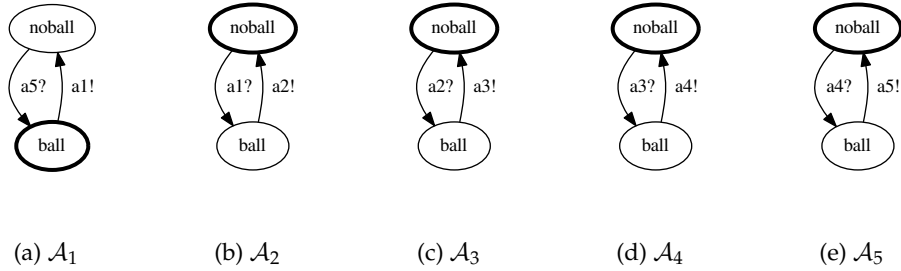 noball noball noball noball noball
a5? a1! a1? a2! a2? a3! a3? a4! a4? a5!
ball ball ball ball ball
(a) 𝒜1 (b) 𝒜2 (c) 𝒜3 (d) 𝒜4 (e) 𝒜5